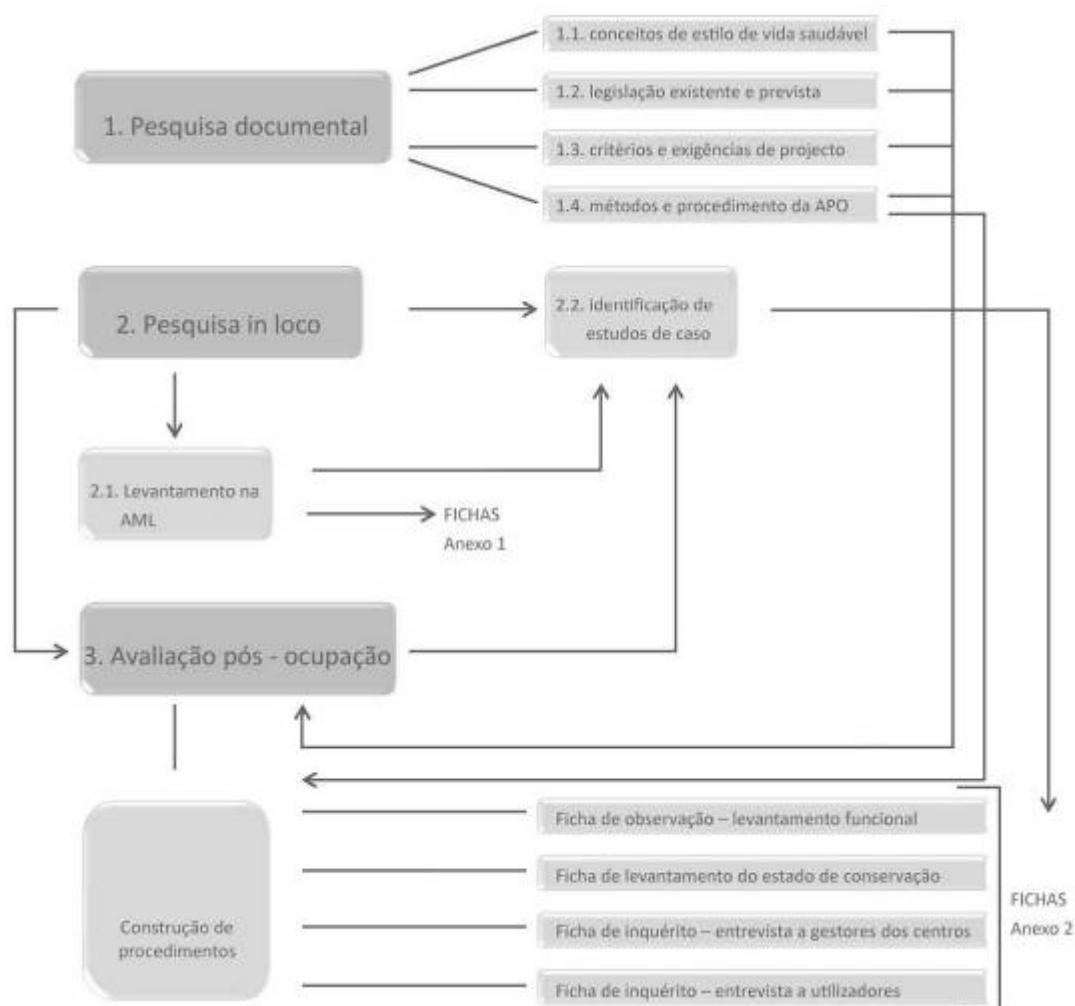 1.1. conceitos de estilo de vida saudável
1. Pesquisa documental
1.2. legislação existente e prevista
1.3. critérios e exigências de projecto
1.4. métodos e procedimento da APO
2. Pesquisa in loco
2.2. Identificação de
estudos de caso
2.1. Levantamento na
AML
FICHAS
Anexo 1
3. Avaliação pós - ocupação
Construção de
procedimentos
Ficha de observação – levantamento funcional
Ficha de levantamento do estado de conservação
Ficha de inquérito – entrevista a gestores dos centros
Ficha de inquérito – entrevista a utilizadores
FICHAS
Anexo 2